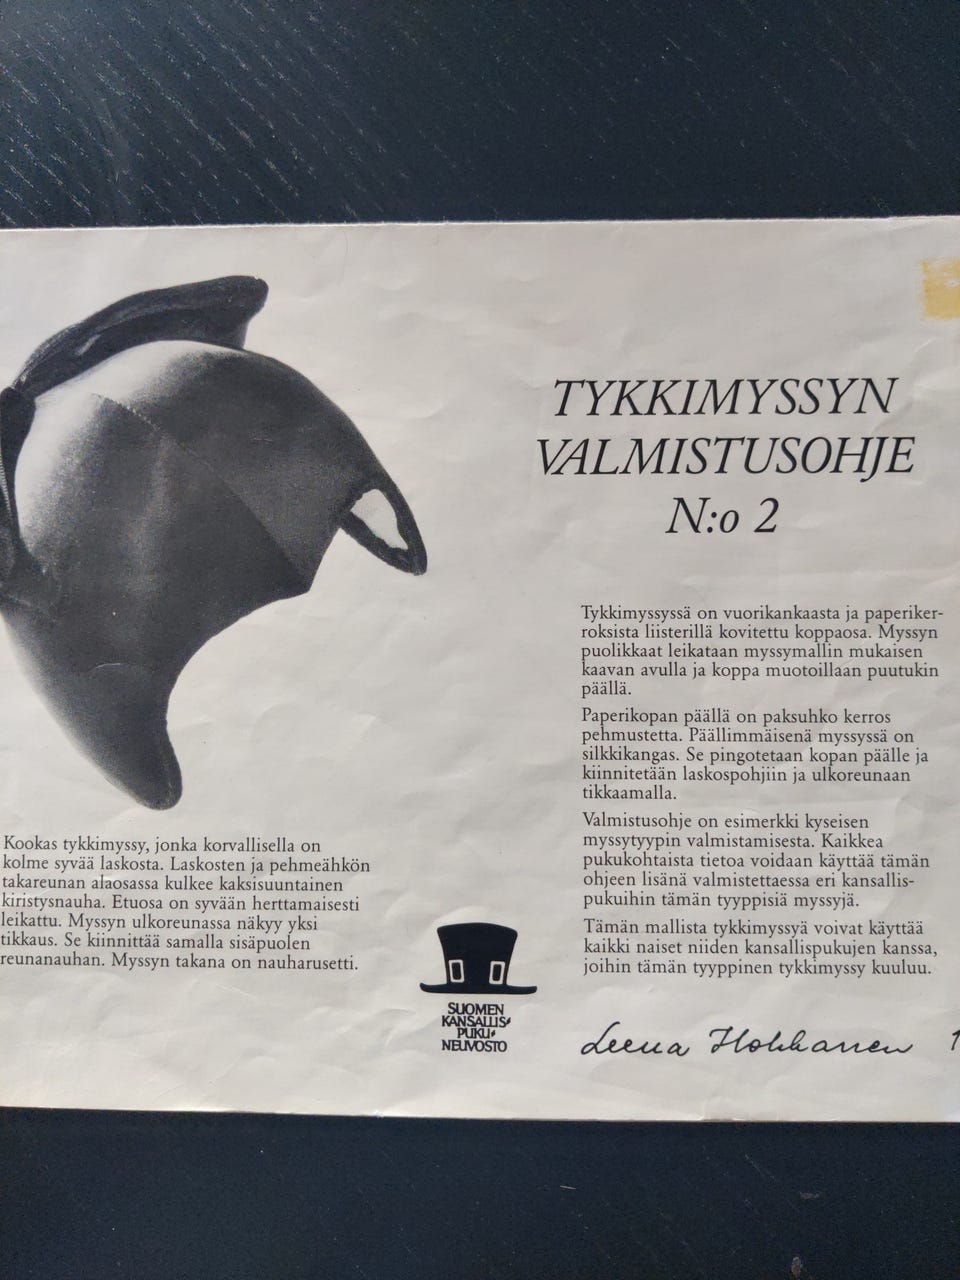 TYKKIMYSSYN
VALMISTUSOHJE
N:o 2
Tykkimyssyssä on vuorikankaasta ja paperiker-
roksista liisterillä kovitettu koppaosa. Myssyn
puolikkaat leikataan myssymallin mukaisen
kaavan avulla ja koppa muotoillaan puutukin
päällä.
Paperikopan päällä on paksuhko kerros
pehmustetta. Päällimmäisenä myssyssä on
silkkikangas. Se pingotetaan kopan päälle ja
kiinnitetään laskospohjiin ja ulkoreunaan
tikkaamalla.
Valmistusohje on esimerkki kyseisen
myssytyypin valmistamisesta. Kaikkea
pukukohtaista tietoa voidaan käyttää tämän
ohjeen lisänä valmistettaessa eri kansallis-
pukuihin tämän tyyppisiä myssyjä.
Tämän mallista tykkimyssyä voivat käyttää
kaikki naiset niiden kansallispukujen kanssa,
joihin tämän tyyppinen tykkimyssy kuuluu.
Kookas tykkimyssy, jonka korvallisella on
kolme syvää laskosta. Laskosten ja pehmeähkön
takareunan alaosassa kulkee kaksisuuntainen
kiristysnauha. Etuosa on syvään herttamaisesti
leikattu. Myssyn ulkoreunassa näkyy yksi
tikkaus. Se kiinnittää samalla sisäpuolen
reunanauhan. Myssyn takana on nauharusetti.
SUOMEN
KANSALLIS-
PUKU-
NEUVOSTO
Leena Hokkanen